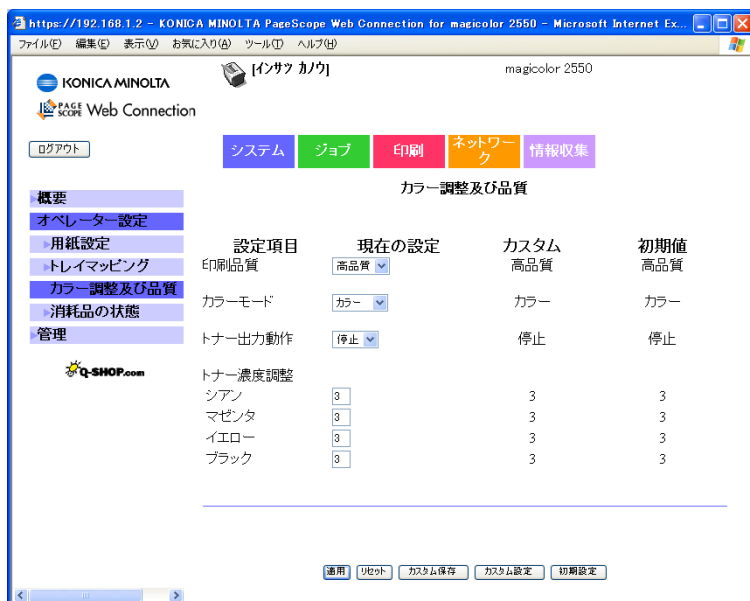 https://192.168.1.2 - KONICA MINOLTA PageScope Web Connection for magicolor 2550 - Microsoft Internet Ex...
ファイル(F) 編集(E) 表示(V) お気に入り(A) ツール(T) ヘルプ(H)
KONICA MINOLTA
[インサツ カノウ]
magicolor 2550
PAGE SCOPE Web Connection
ログアウト
システム ジョブ 印刷 ネットワーク 情報収集
カラー調整及び品質
概要
オペレーター設定
用紙設定
トレイマッピング
カラー調整及び品質
消耗品の状態
管理
Q-SHOP.com
設定項目 現在の設定 カスタム 初期値
印刷品質 高品質 高品質 高品質
カラーモード カラー カラー カラー
トナー出力動作 停止 停止 停止
トナー濃度調整
シアン 3 3 3
マゼンタ 3 3 3
イエロー 3 3 3
ブラック 3 3 3
適用 リセット カスタム保存 カスタム設定 初期設定